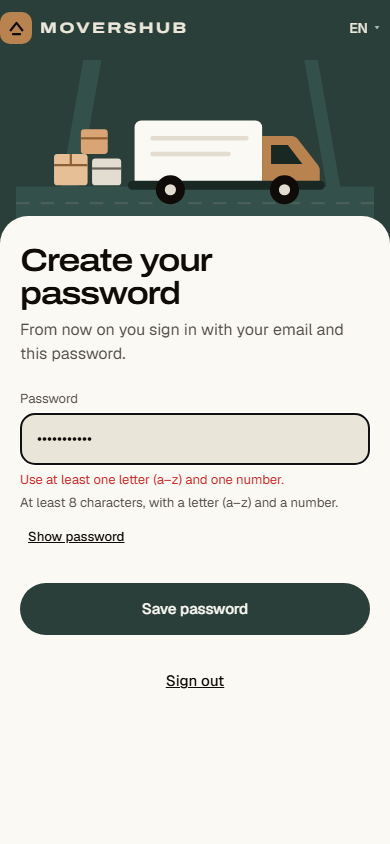 MOVERSHUB
EN
Create your
password
From now on you sign in with your email and
this password.
Password
•••••••••••
Use at least one letter (a–z) and one number.
At least 8 characters, with a letter (a–z) and a number.
Show password
Save password
Sign out